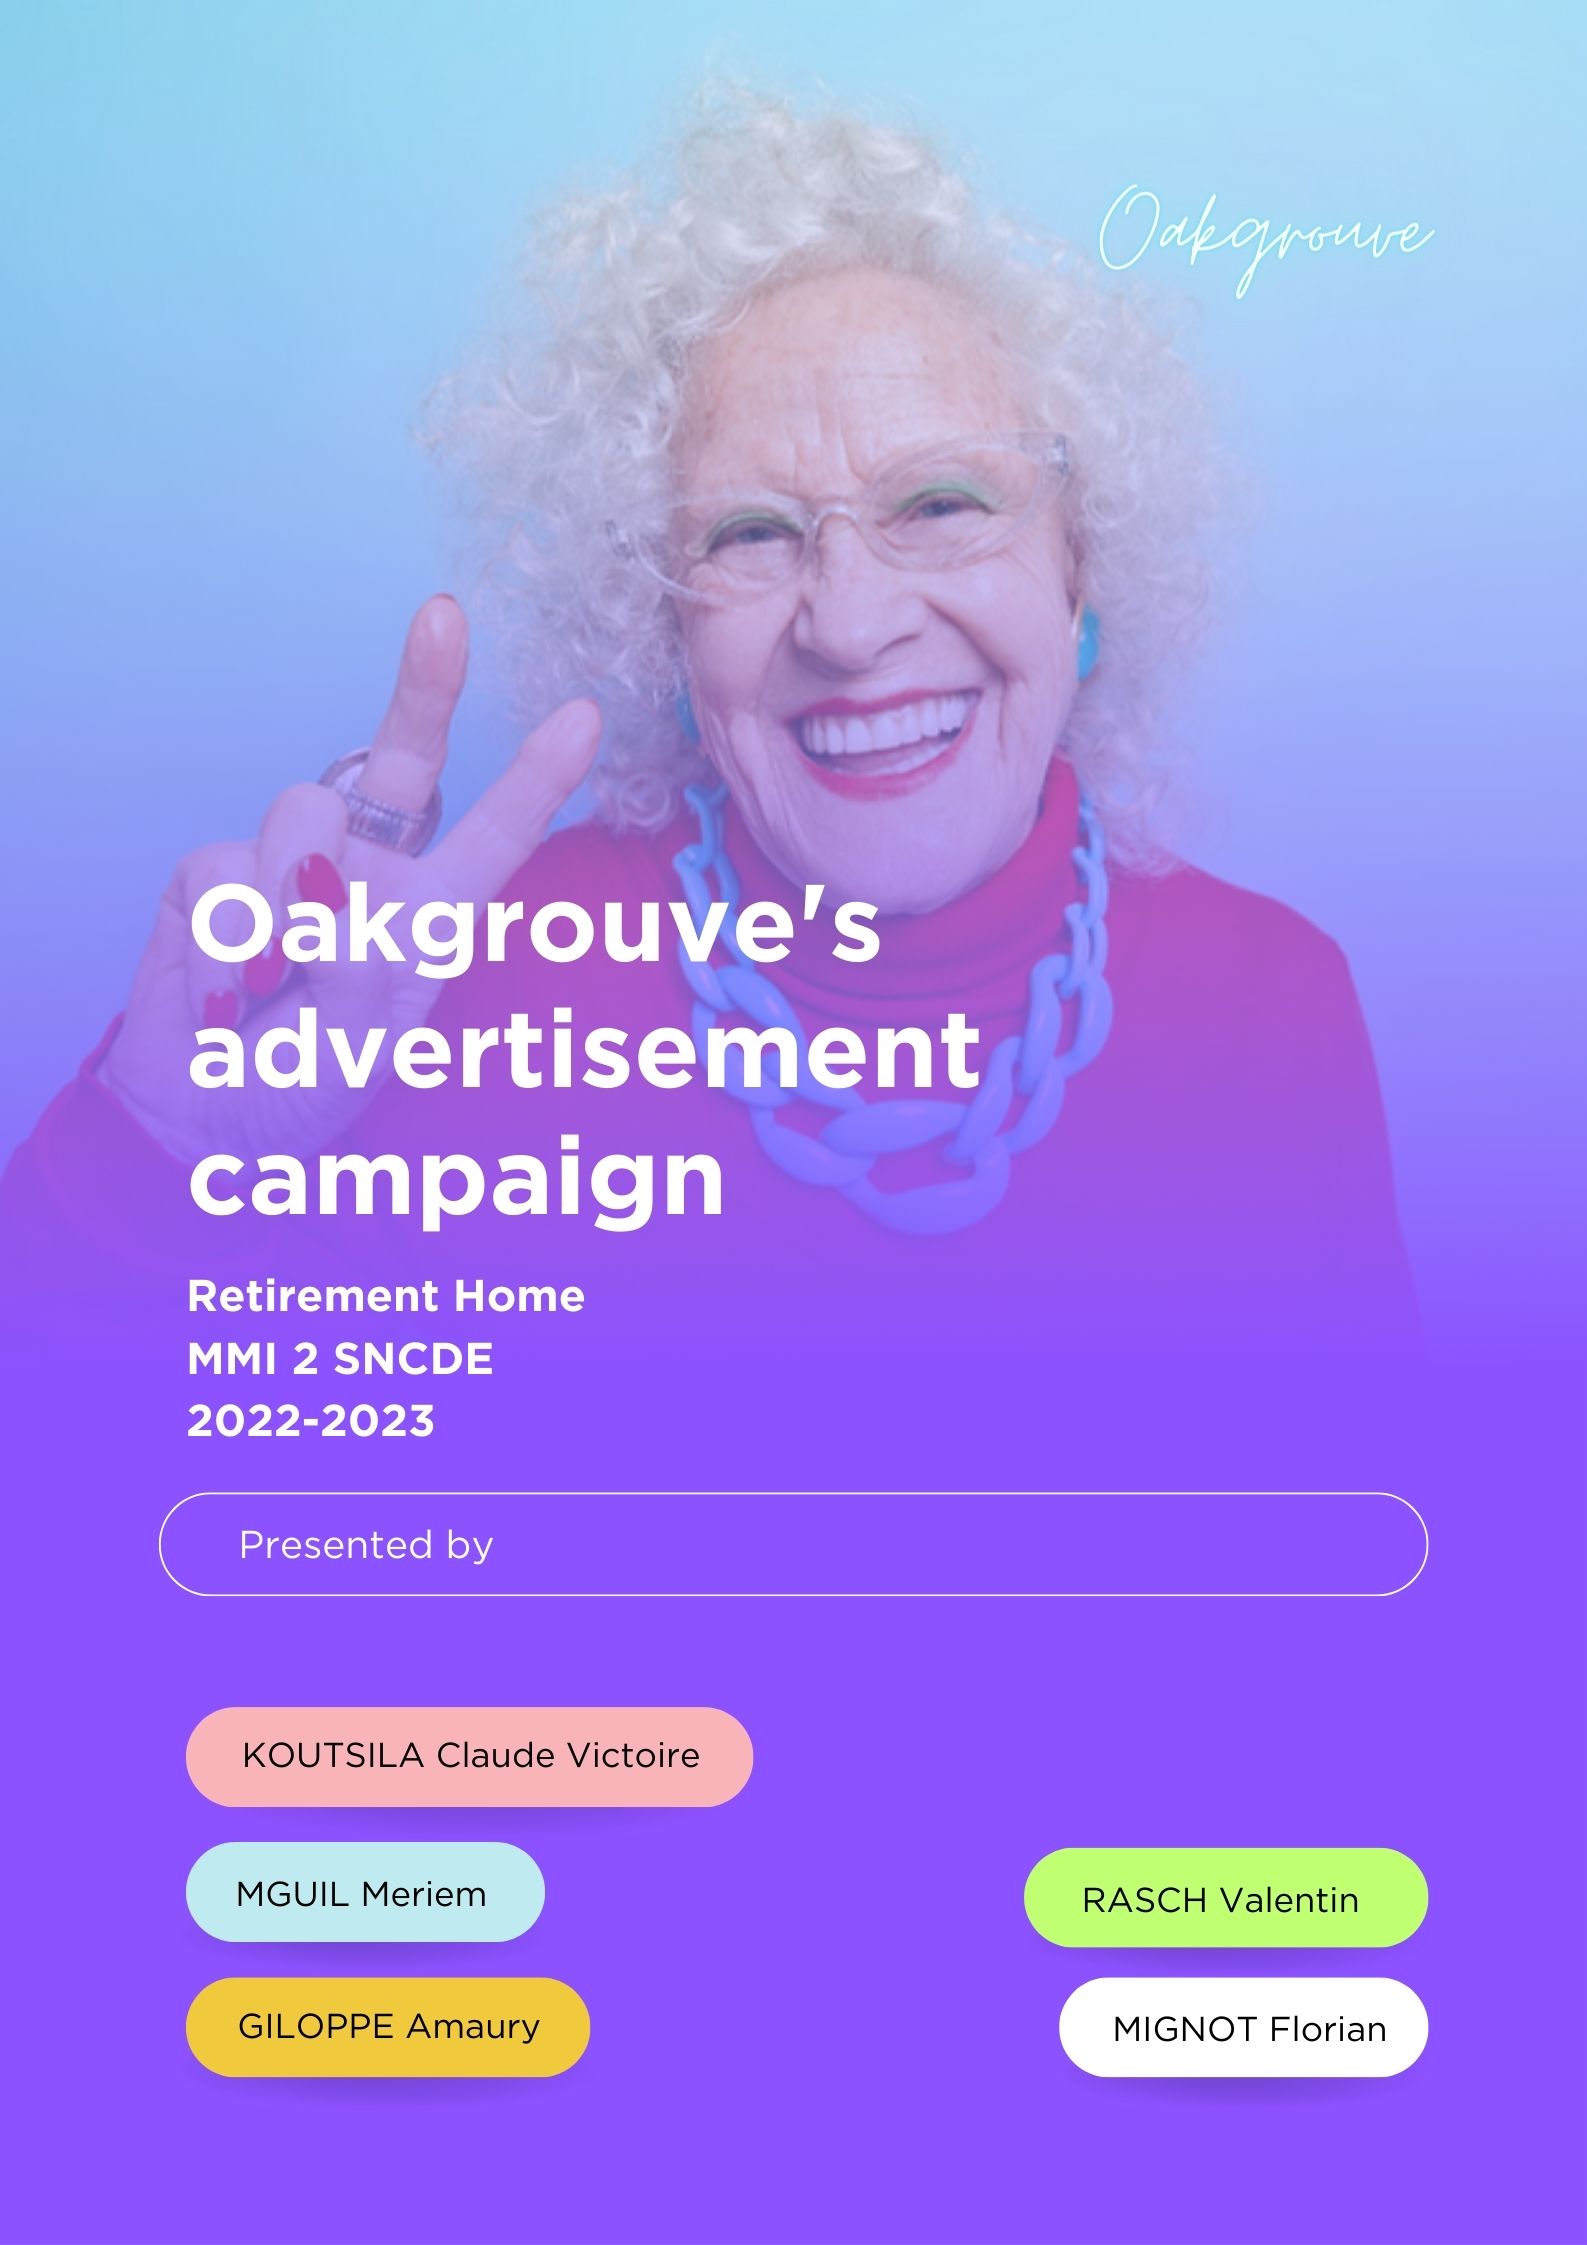 Oakgrouve
Oakgrouve's
advertisement
campaign
Retirement Home
MMI 2 SNCDE
2022-2023
Presented by
KOUTSILA Claude Victoire
MGUIL Meriem
RASCH Valentin
GILOPPE Amaury
MIGNOT Florian